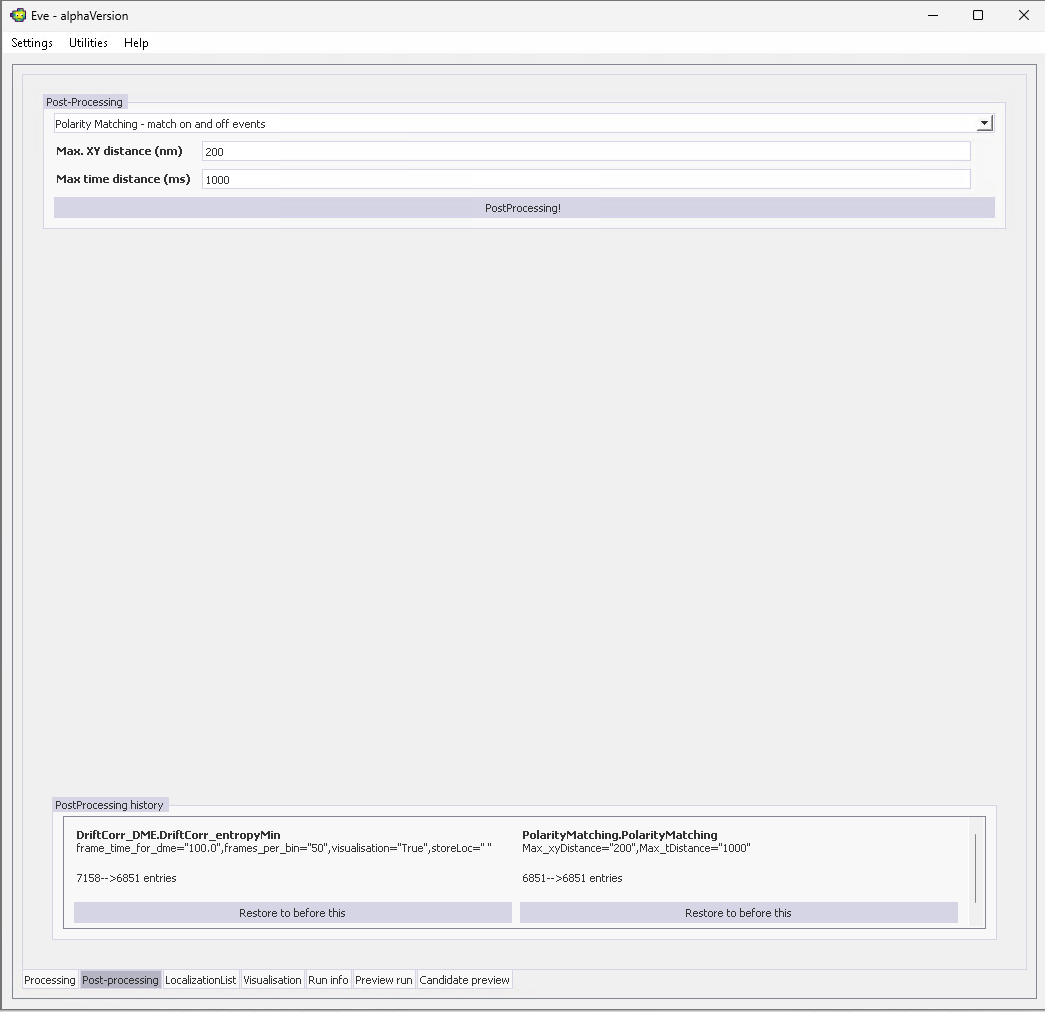 Eve - alphaVersion
Settings Utilities Help
Post-Processing
Polarity Matching - match on and off events
Max. XY distance (nm) 200
Max time distance (ms) 1000
PostProcessing!
PostProcessing history
DriftCorr_DME.DriftCorr_entropyMin
frame_time_for_dme="100.0",frames_per_bin="50",visualisation="True",storeLoc=" "
7158-->6851 entries
Restore to before this
PolarityMatching.PolarityMatching
Max_xyDistance="200",Max_tDistance="1000"
6851-->6851 entries
Restore to before this
Processing Post-processing LocalizationList Visualisation Run info Preview run Candidate preview